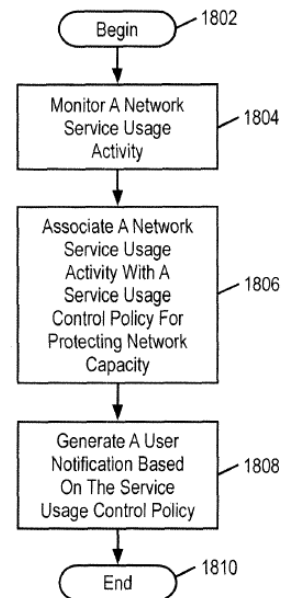 Begin
1802
Monitor A Network
Service Usage
Activity
1804
Associate A Network
Service Usage
Activity With A
Service Usage
Control Policy For
Protecting Network
Capacity
1806
Generate A User
Notification Based
On The Service
Usage Control Policy
1808
End
1810